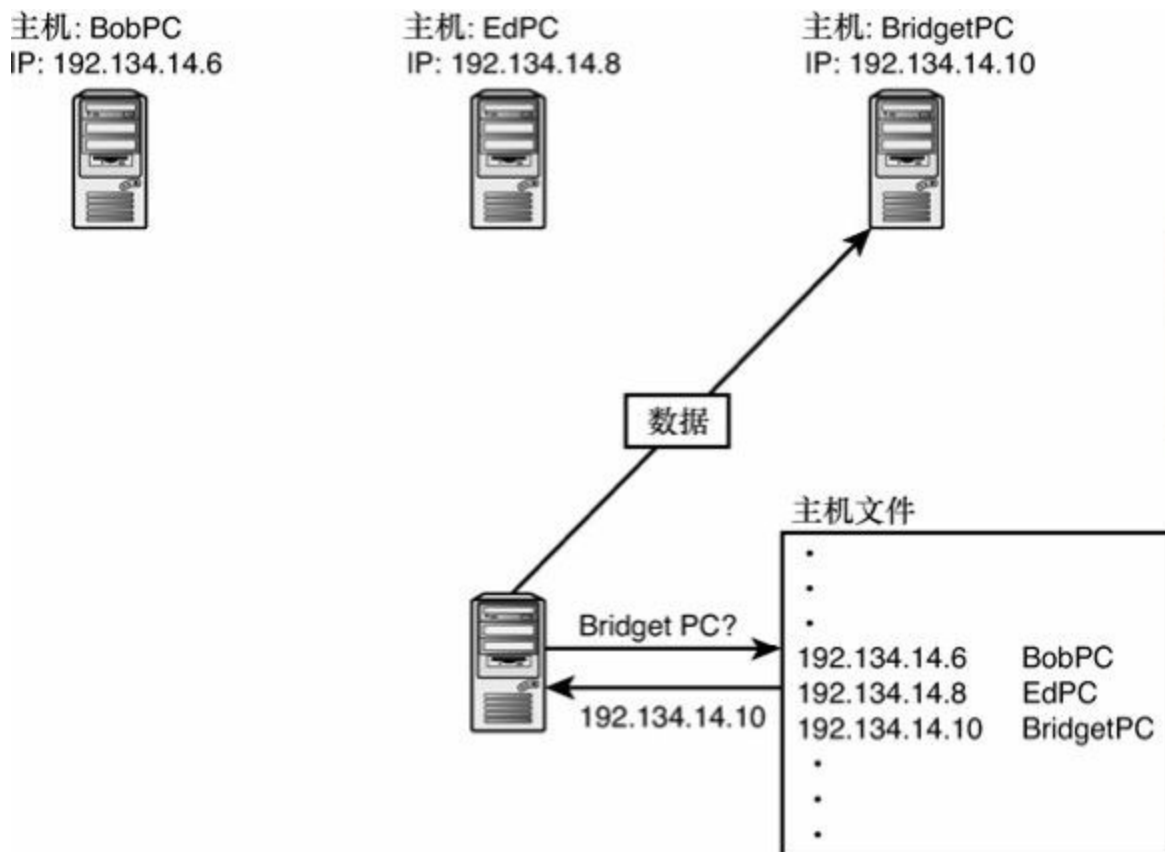 主机: BobPC
IP: 192.134.14.6
主机: EdPC
IP: 192.134.14.8
主机: BridgetPC
IP: 192.134.14.10
数据
主机文件
Bridget PC?
192.134.14.10
192.134.14.6 BobPC
192.134.14.8 EdPC
192.134.14.10 BridgetPC